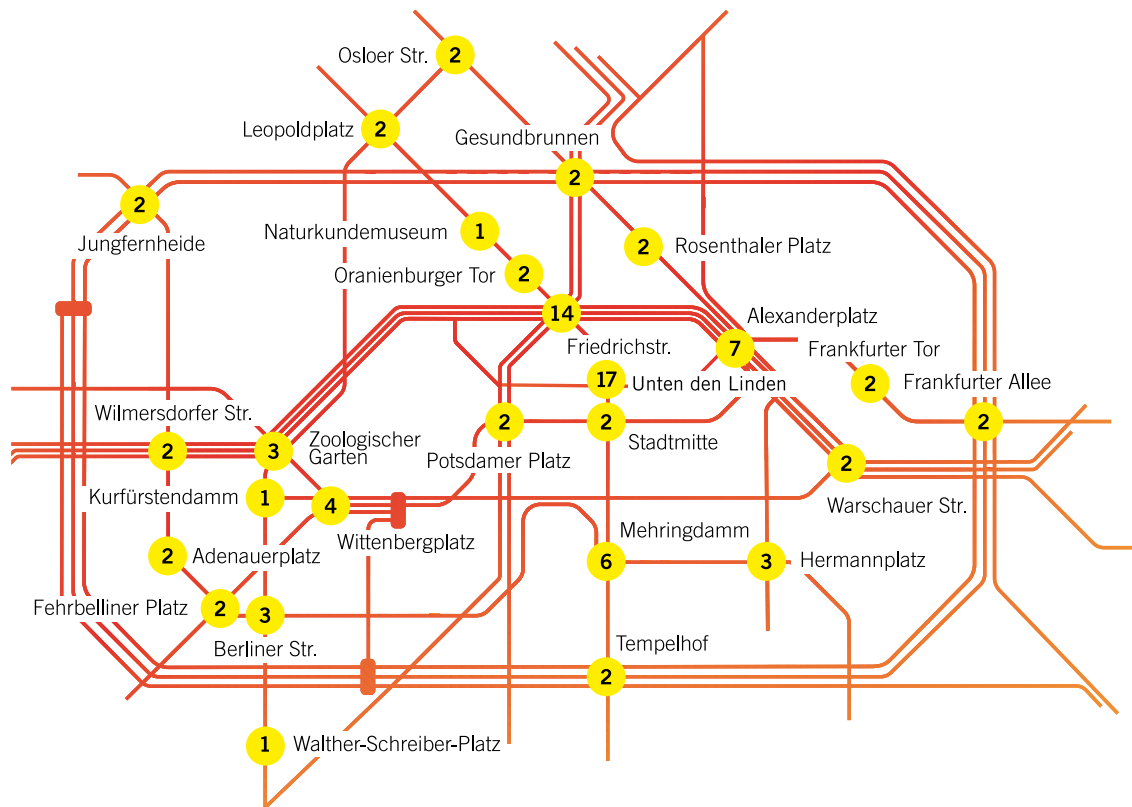 Osloer Str.
2
Leopoldplatz
2
Gesundbrunnen
2
2
Jungfernheide
Naturkundemuseum
1
2
Rosenthaler Platz
Oranienburger Tor
2
14
Friedrichstr.
Alexanderplatz
7
Frankfurter Tor
2
17
Unten den Linden
Frankfurter Allee
2
Wilmersdorfer Str.
2
3
Zoologischer
Garten
2
Potsdamer Platz
2
Stadtmitte
2
Warschauer Str.
Kurfürstendamm
1
4
Wittenbergplatz
2
Adenauerplatz
Mehringdamm
6
3
Hermannplatz
Fehrbelliner Platz
2
3
Berliner Str.
Tempelhof
2
1
Walther-Schreiber-Platz